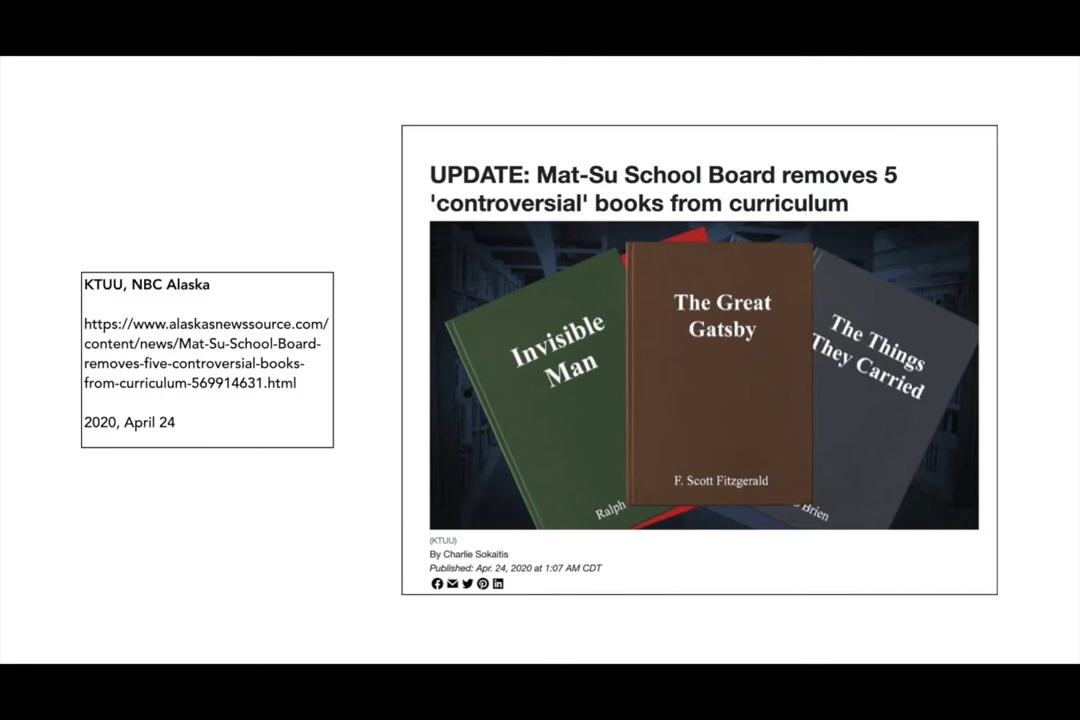 KTUU, NBC Alaska
https://www.alaskasnewssource.com/
content/news/Mat-Su-School-Board-
removes-five-controversial-books-
from-curriculum-569914631.html
2020, April 24
UPDATE: Mat-Su School Board removes 5
'controversial' books from curriculum
Invisible
Man
Ralph
The Great
Gatsby
F. Scott Fitzgerald
The Things
They Carried
Brien
(KTUU)
By Charlie Sokaitis
Published: Apr. 24, 2020 at 1:07 AM CDT